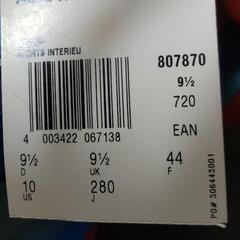 SPORTS INTERIEU
807870
9½
720
4 003422 067138
EAN
9½ 9½ 44
D UK F
10 280
US J
PO# 306443001